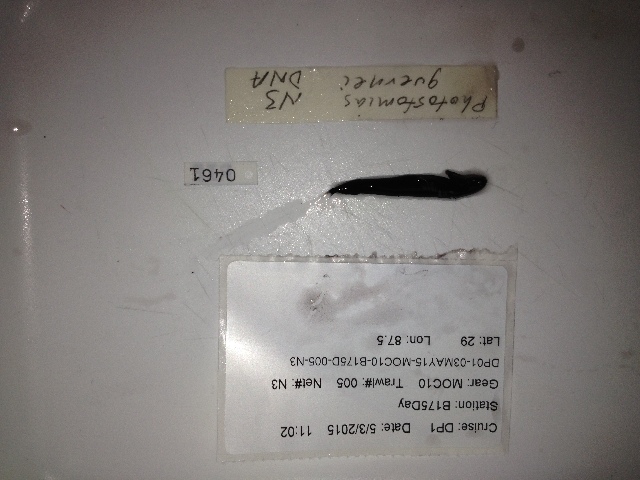 Cruise: DP1 Date: 5/3/2015 11:02
Station: B175Day
Gear: MOC10 Trawl#: 005 Net#: N3
DP01-03MAY15-MOC10-B175D-005-N3
Lat: 29 Lon: 87.5
0461
Photostomias N3
guernei DNA